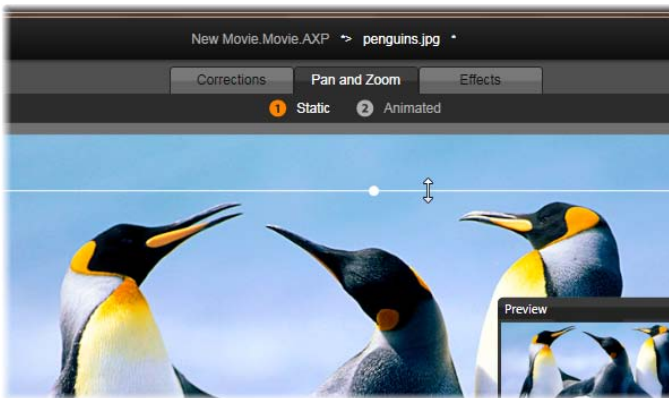 New Movie.Movie.AXP *> penguins.jpg *
Corrections Pan and Zoom Effects
1 Static 2 Animated
Preview